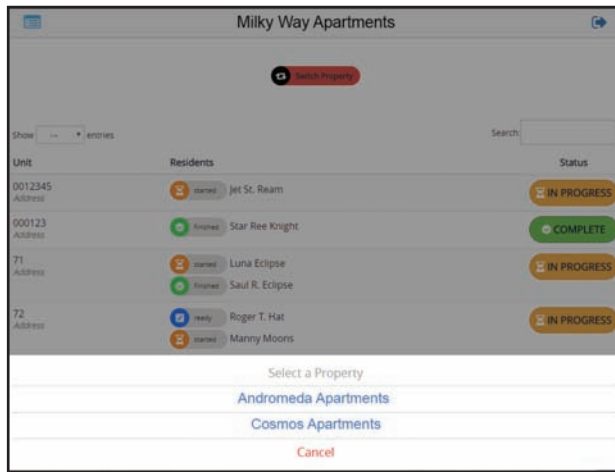 Milky Way Apartments
Switch Property
Show -- entries Search:
Unit Residents Status
0012345 started Jet St. Ream IN PROGRESS
Address
000123 finished Star Ree Knight COMPLETE
Address
71 started Luna Eclipse IN PROGRESS
Address finished Saul R. Eclipse
72 ready Roger T. Hat IN PROGRESS
Address started Manny Moons
Select a Property
Andromeda Apartments
Cosmos Apartments
Cancel